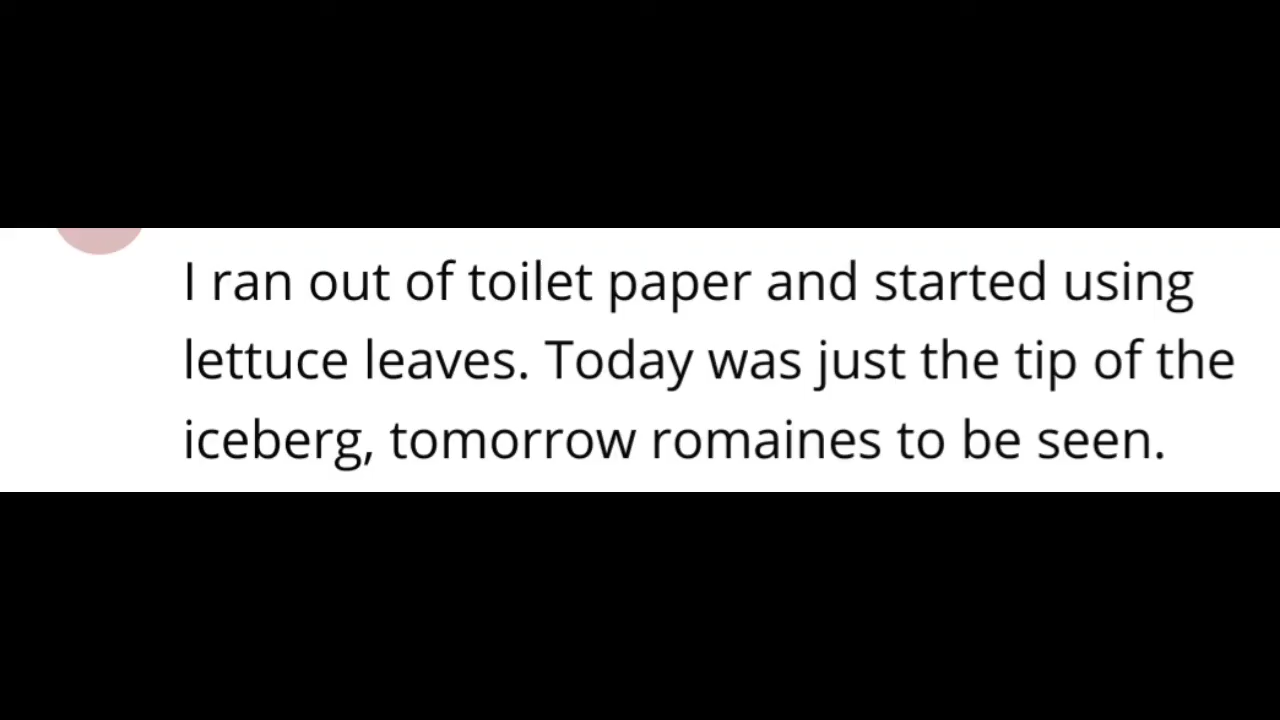 I ran out of toilet paper and started using
lettuce leaves. Today was just the tip of the
iceberg, tomorrow romaines to be seen.